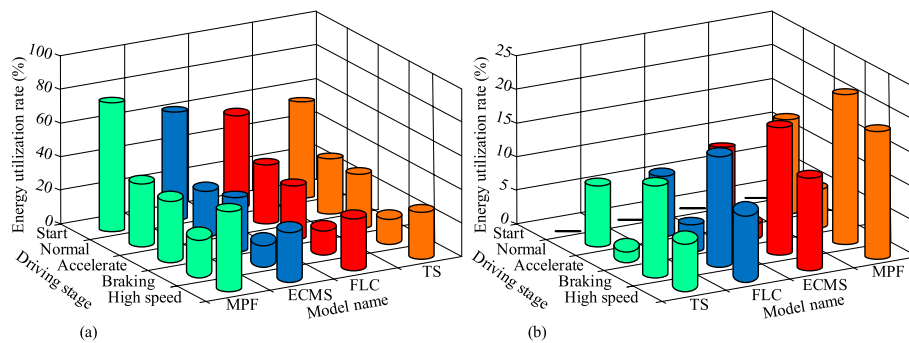 Energy utilization rate (%)
100
80
60
40
20
0
Start
Normal
Accelerate
Braking
High speed
Driving stage
MPF
ECMS
FLC
TS
Model name
(a)
Energy utilization rate (%)
25
20
15
10
5
0
Start
Normal
Accelerate
Braking
High speed
Driving stage
TS
FLC
ECMS
MPF
Model name
(b)